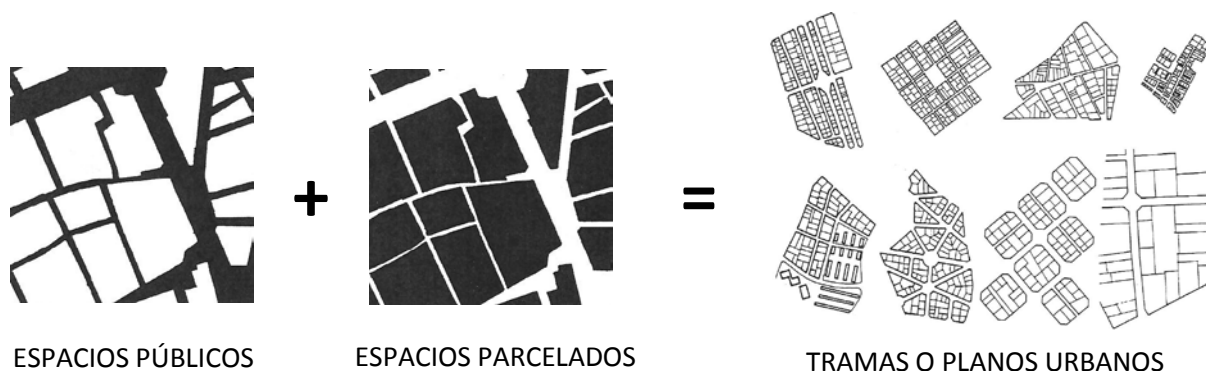 +
=
ESPACIOS PÚBLICOS
ESPACIOS PARCELADOS
TRAMAS O PLANOS URBANOS